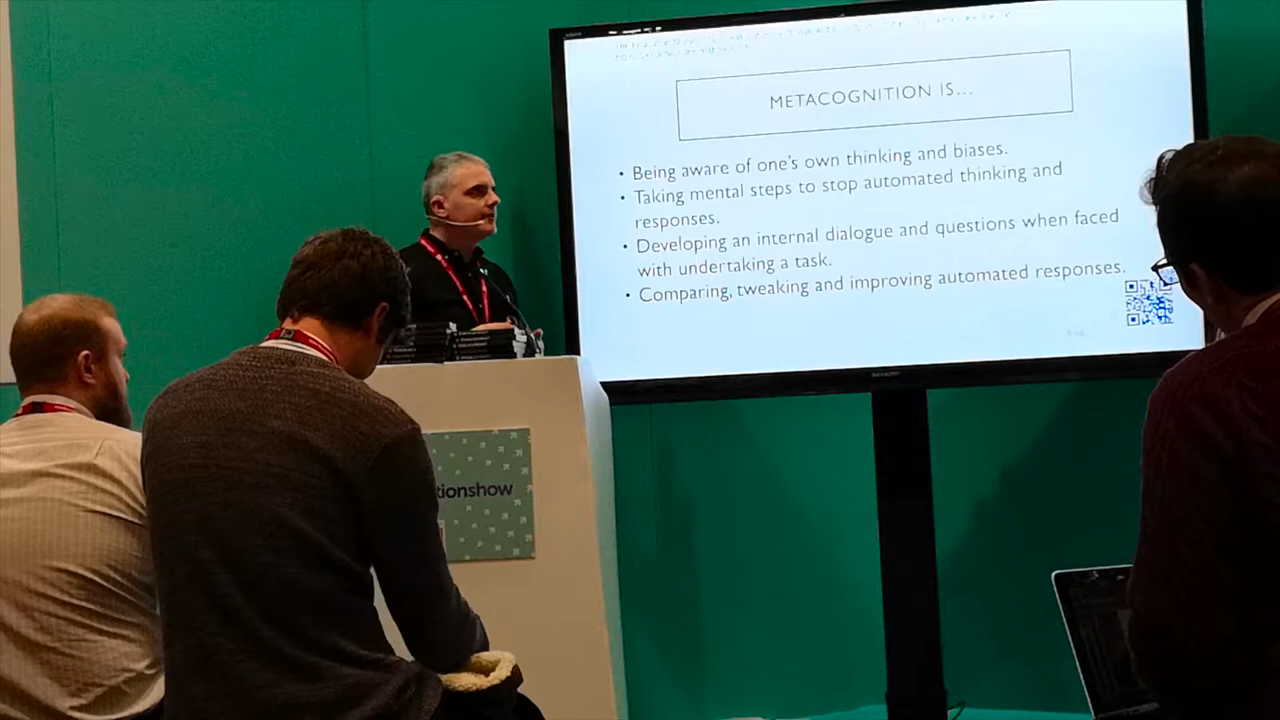 METACOGNITION IS...
• Being aware of one's own thinking and biases.
• Taking mental steps to stop automated thinking and
responses.
• Developing an internal dialogue and questions when faced
with undertaking a task.
• Comparing, tweaking and improving automated responses.
tionshow